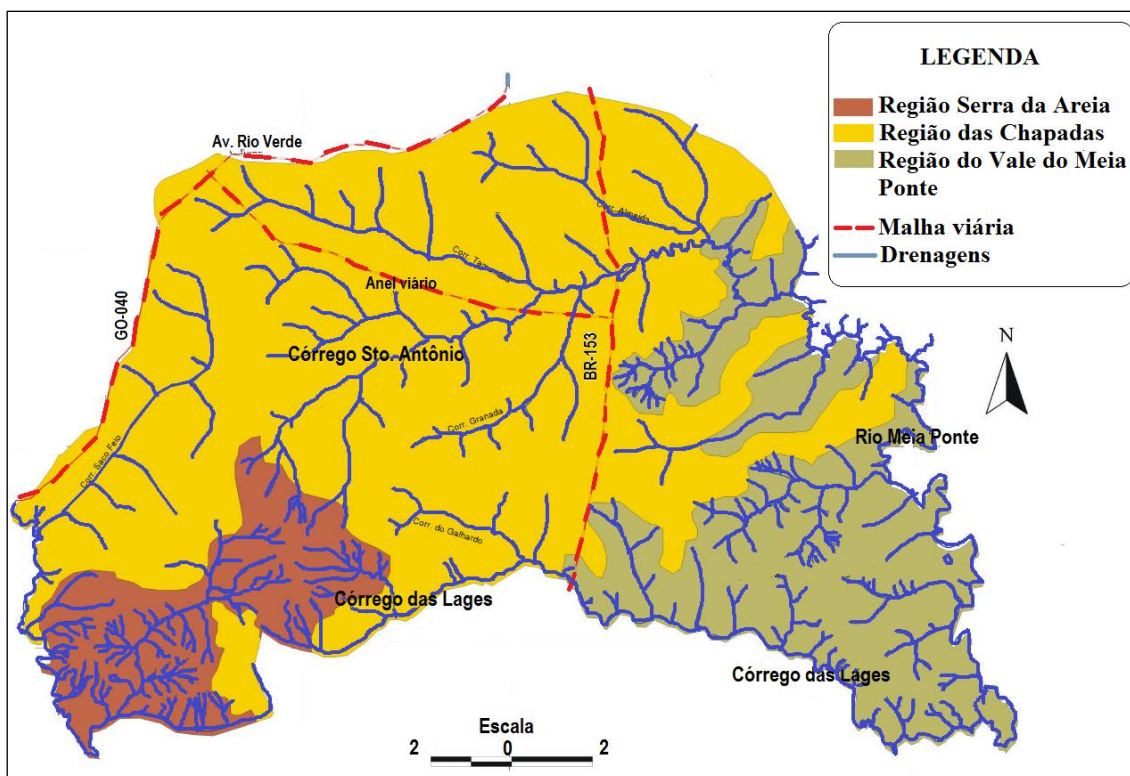 LEGENDA
Região Serra da Areia
Região das Chapadas
Região do Vale do Meia
Ponte
Malha viária
Drenagens
Av. Rio Verde
Corr. Almeida
Corr.
Anel viário
GO-040
BR-153
Córrego Sto. Antônio
N
Corr. Granada
Rio Meia Ponte
Corr. Saco Feio
Corr. do Galhardo
Córrego das Lages
Córrego das Lages
Escala
2 0 2